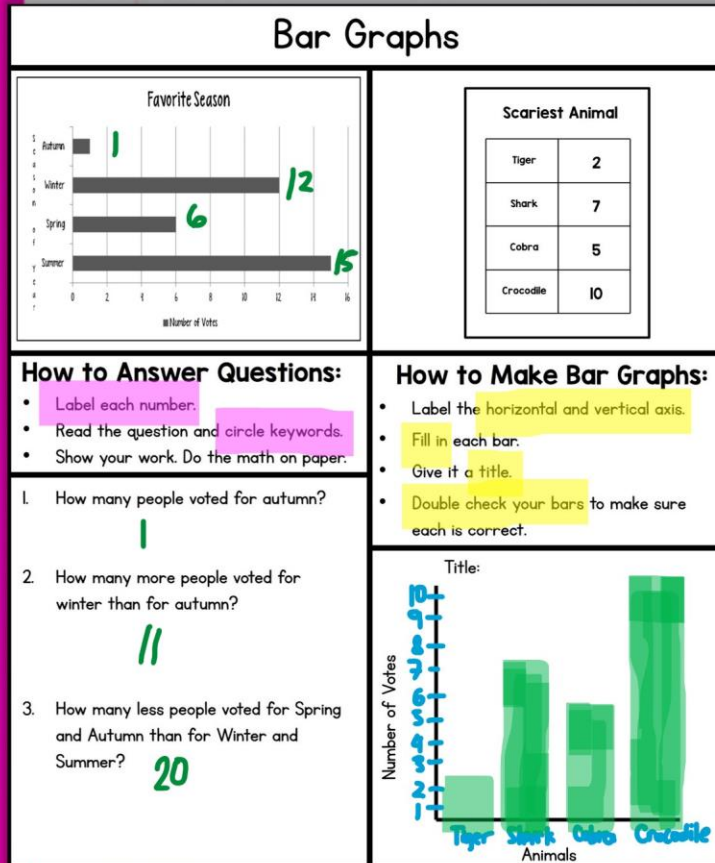 Bar Graphs
Favorite Season
Season of Year
Autumn
1
Winter
12
Spring
6
Summer
15
0 2 4 6 8 10 12 14 16
Number of Votes
Scariest Animal
Tiger 2
Shark 7
Cobra 5
Crocodile 10
How to Answer Questions:
• Label each number.
• Read the question and circle keywords.
• Show your work. Do the math on paper.
How to Make Bar Graphs:
• Label the horizontal and vertical axis.
• Fill in each bar.
• Give it a title.
• Double check your bars to make sure
each is correct.
1. How many people voted for autumn?
1
2. How many more people voted for
winter than for autumn?
11
3. How many less people voted for Spring
and Autumn than for Winter and
Summer? 20
Title:
Number of Votes
10
9
8
7
6
5
4
3
2
1
Tiger Shark Cobra Crocodile
Animals